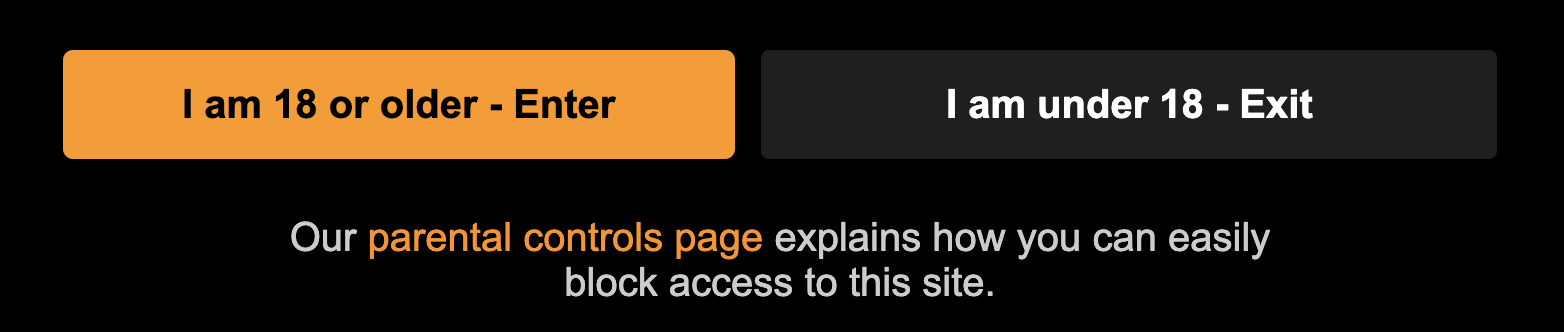 I am 18 or older - Enter
I am under 18 - Exit
Our parental controls page explains how you can easily
block access to this site.